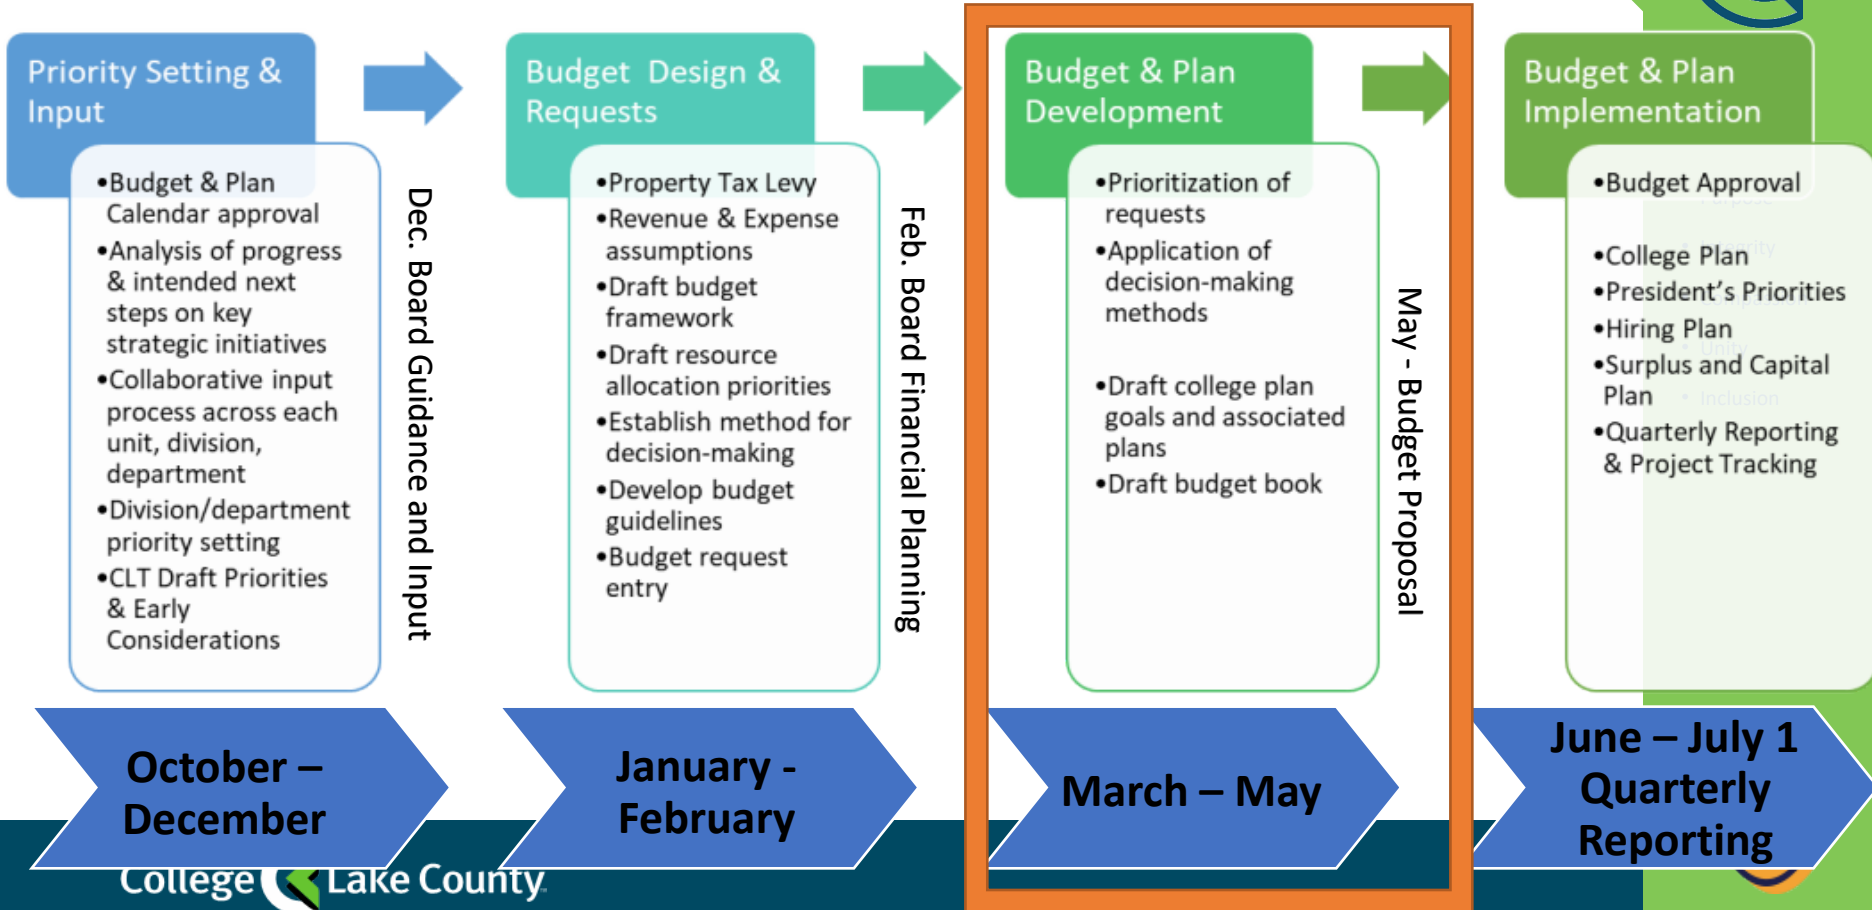 Priority Setting &
Input
•Budget & Plan
Calendar approval
•Analysis of progress
& intended next
steps on key
strategic initiatives
•Collaborative input
process across each
unit, division,
department
•Division/department
priority setting
•CLT Draft Priorities
& Early
Considerations
Dec. Board Guidance and Input
October –
December
Budget Design &
Requests
•Property Tax Levy
•Revenue & Expense
assumptions
•Draft budget
framework
•Draft resource
allocation priorities
•Establish method for
decision-making
•Develop budget
guidelines
•Budget request
entry
Feb. Board Financial Planning
January -
February
Budget & Plan
Development
•Prioritization of
requests
•Application of
decision-making
methods
•Draft college plan
goals and associated
plans
•Draft budget book
May - Budget Proposal
March – May
Budget & Plan
Implementation
•Budget Approval
Purpose
•College Plan
•President's Priorities
•Hiring Plan
• Unity
•Surplus and Capital
Plan
• Inclusion
•Quarterly Reporting
& Project Tracking
June – July 1
Quarterly
Reporting
College Lake County